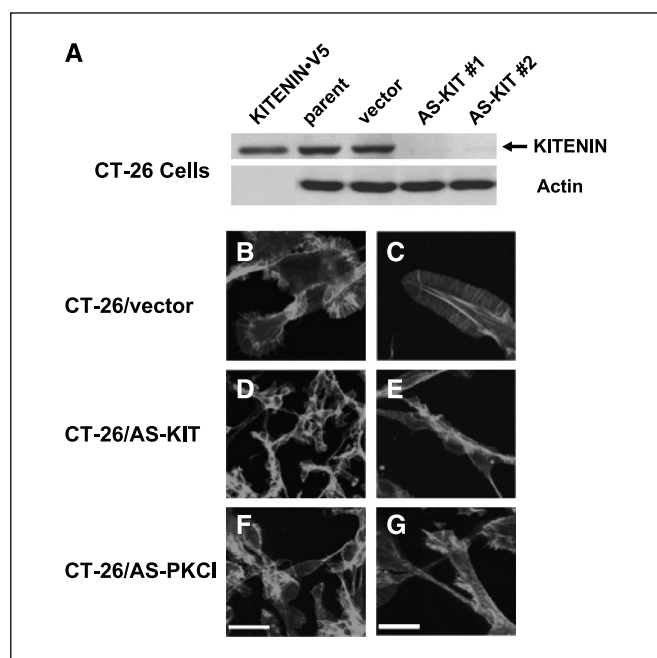 A
KITENIN•V5
parent
vector
AS-KIT #1
AS-KIT #2
KITENIN
CT-26 Cells
Actin
B
C
CT-26/vector
D
E
CT-26/AS-KIT
F
G
CT-26/AS-PKCI